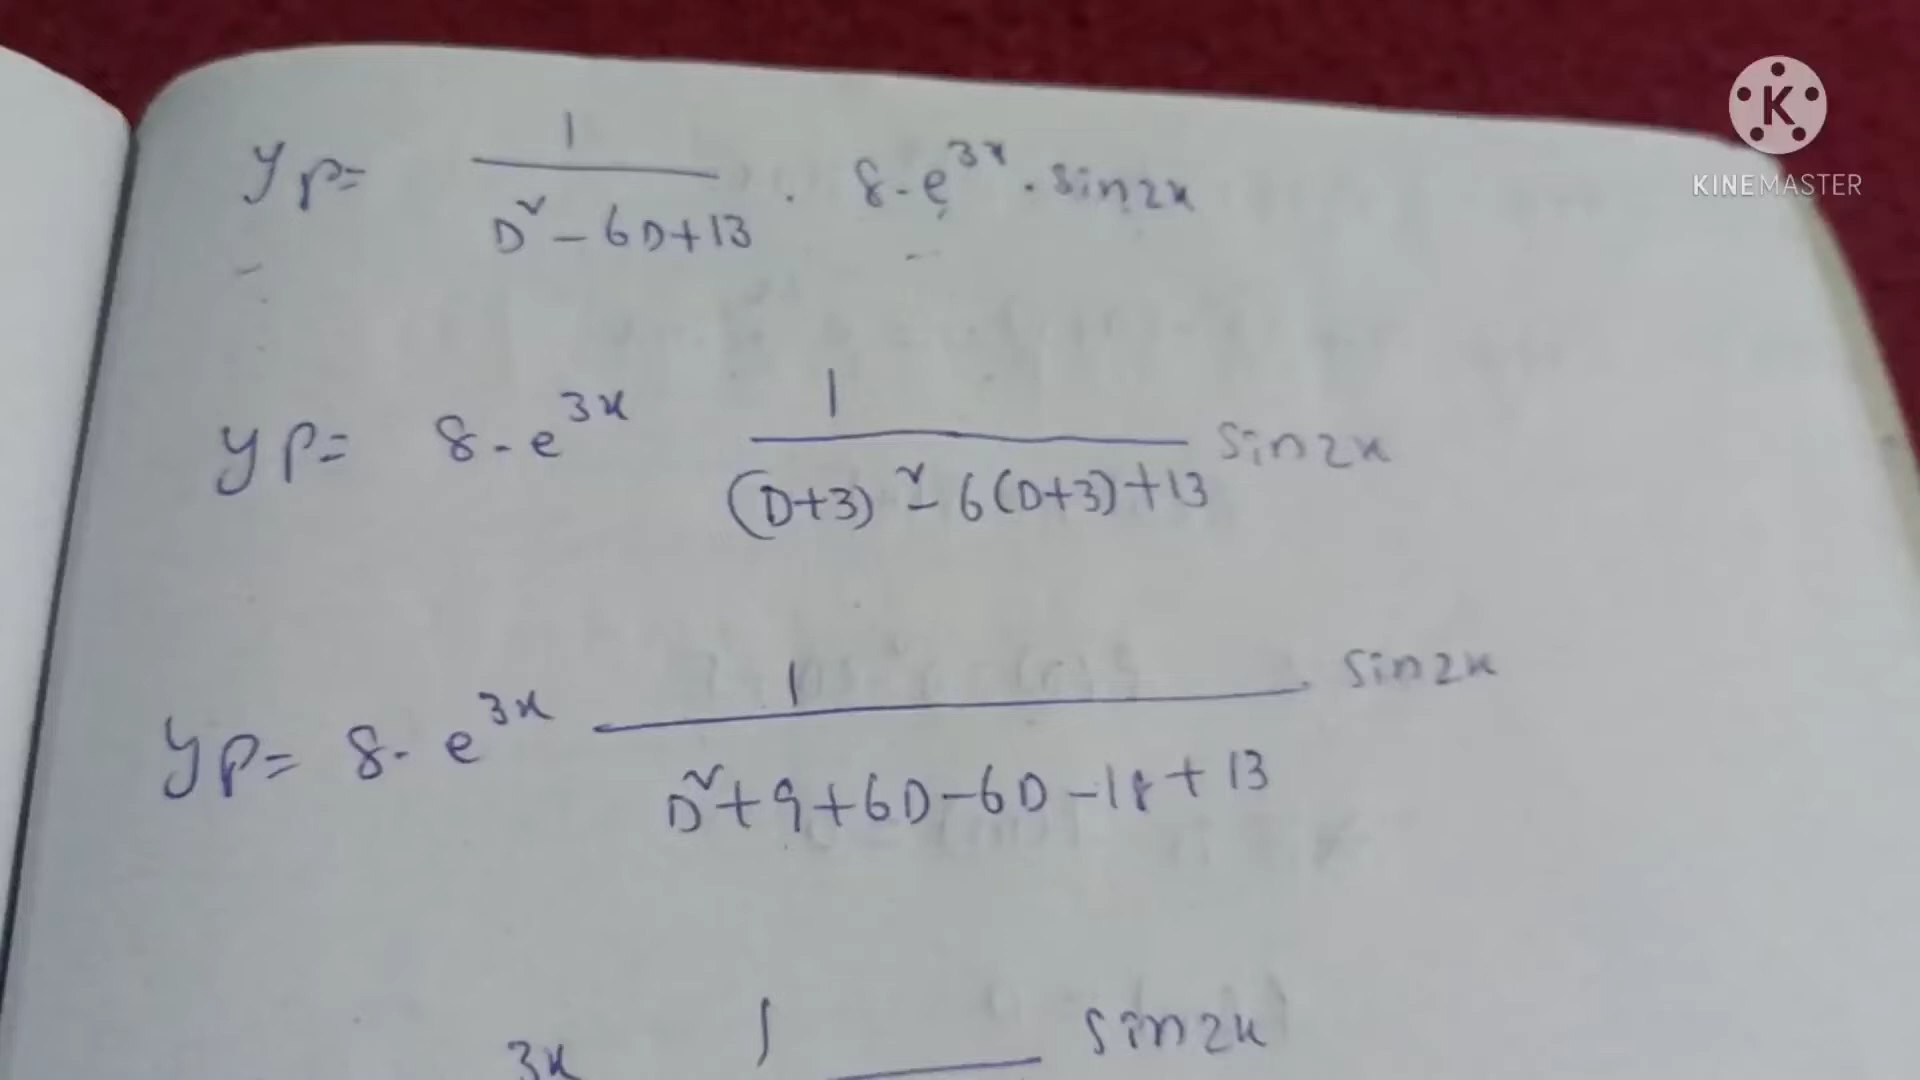 KINEMASTER
yp= 1/(D² - 6D+13) . 8-e^3x . sin2x
yp= 8-e^3x 1/((D+3)² - 6(D+3)+13) sin2x
yp= 8- e^3x 1/(D²+9+6D-6D-18+13) sin2x
3x 1 sin2x